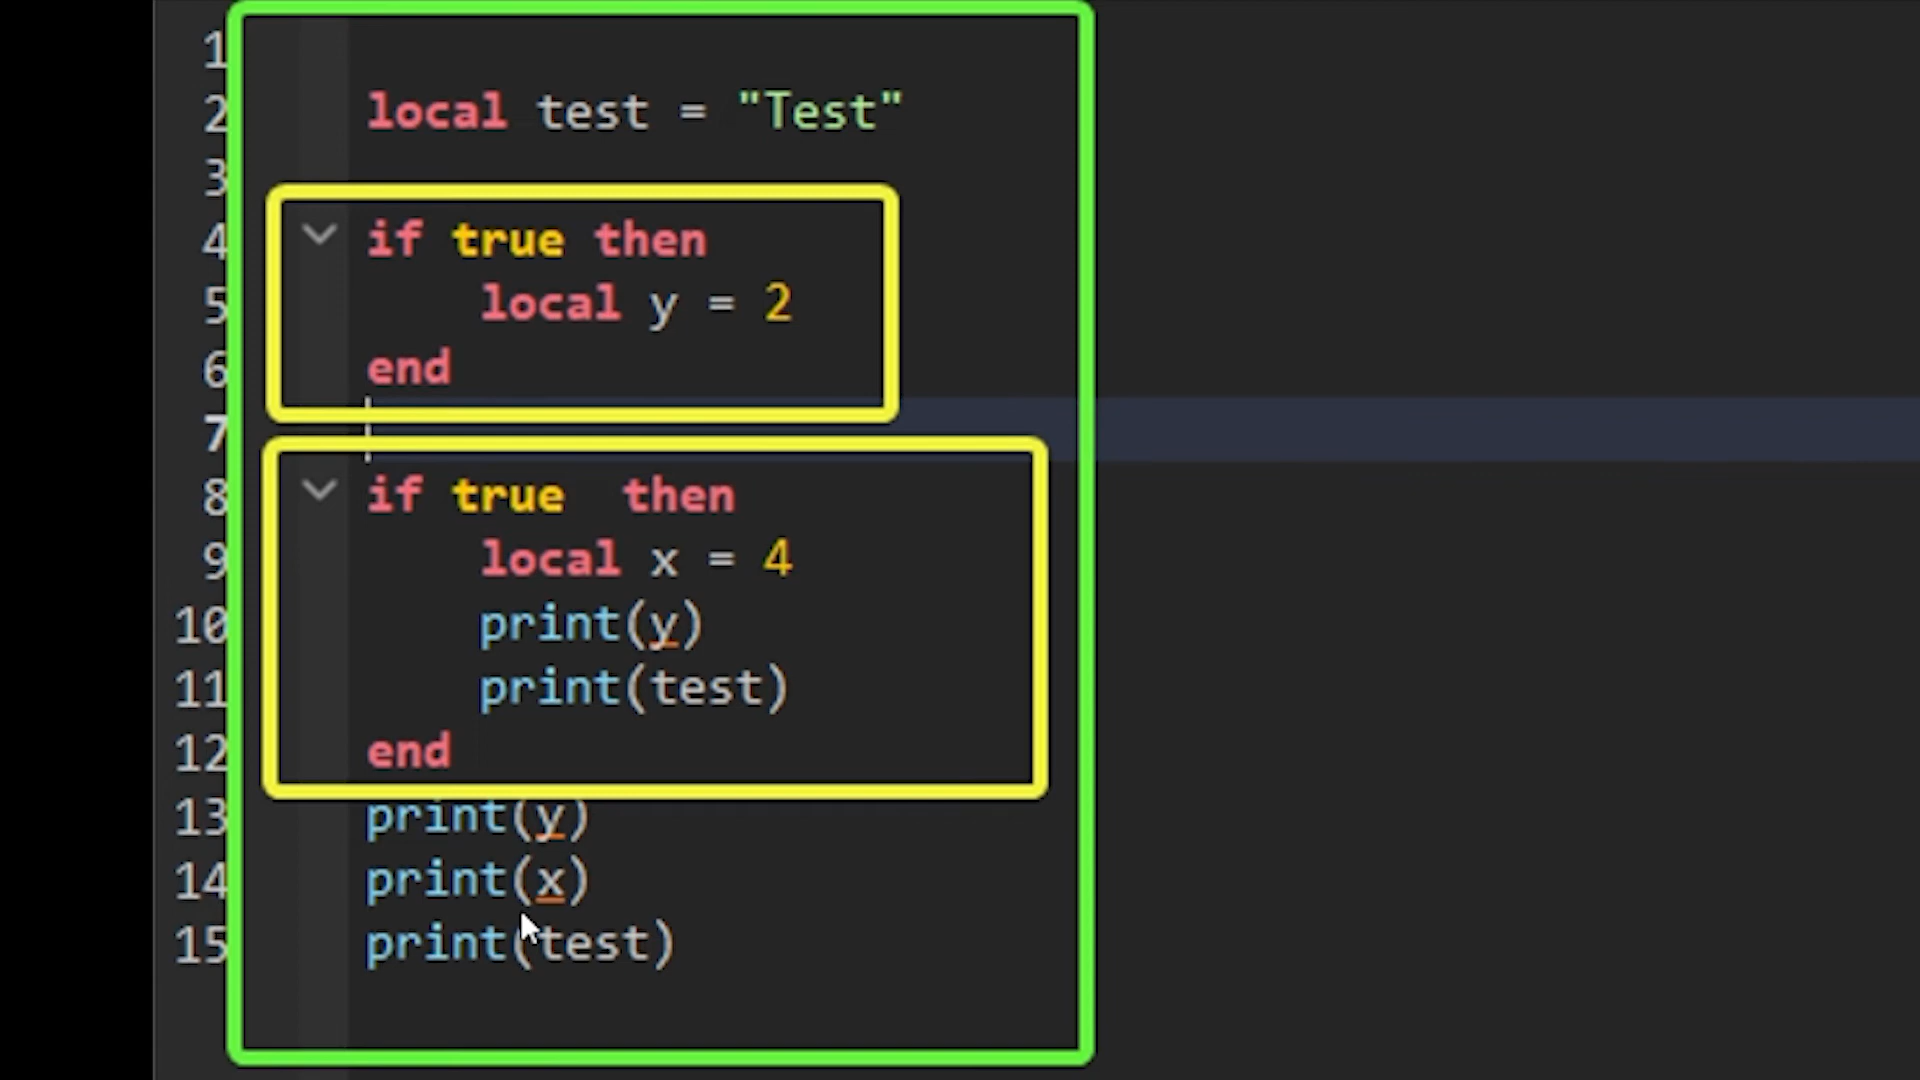 1
2 local test = "Test"
3
4 if true then
5 local y = 2
6 end
7
8 if true  then
9 local x = 4
10 print(y)
11 print(test)
12 end
13 print(y)
14 print(x)
15 print(test)